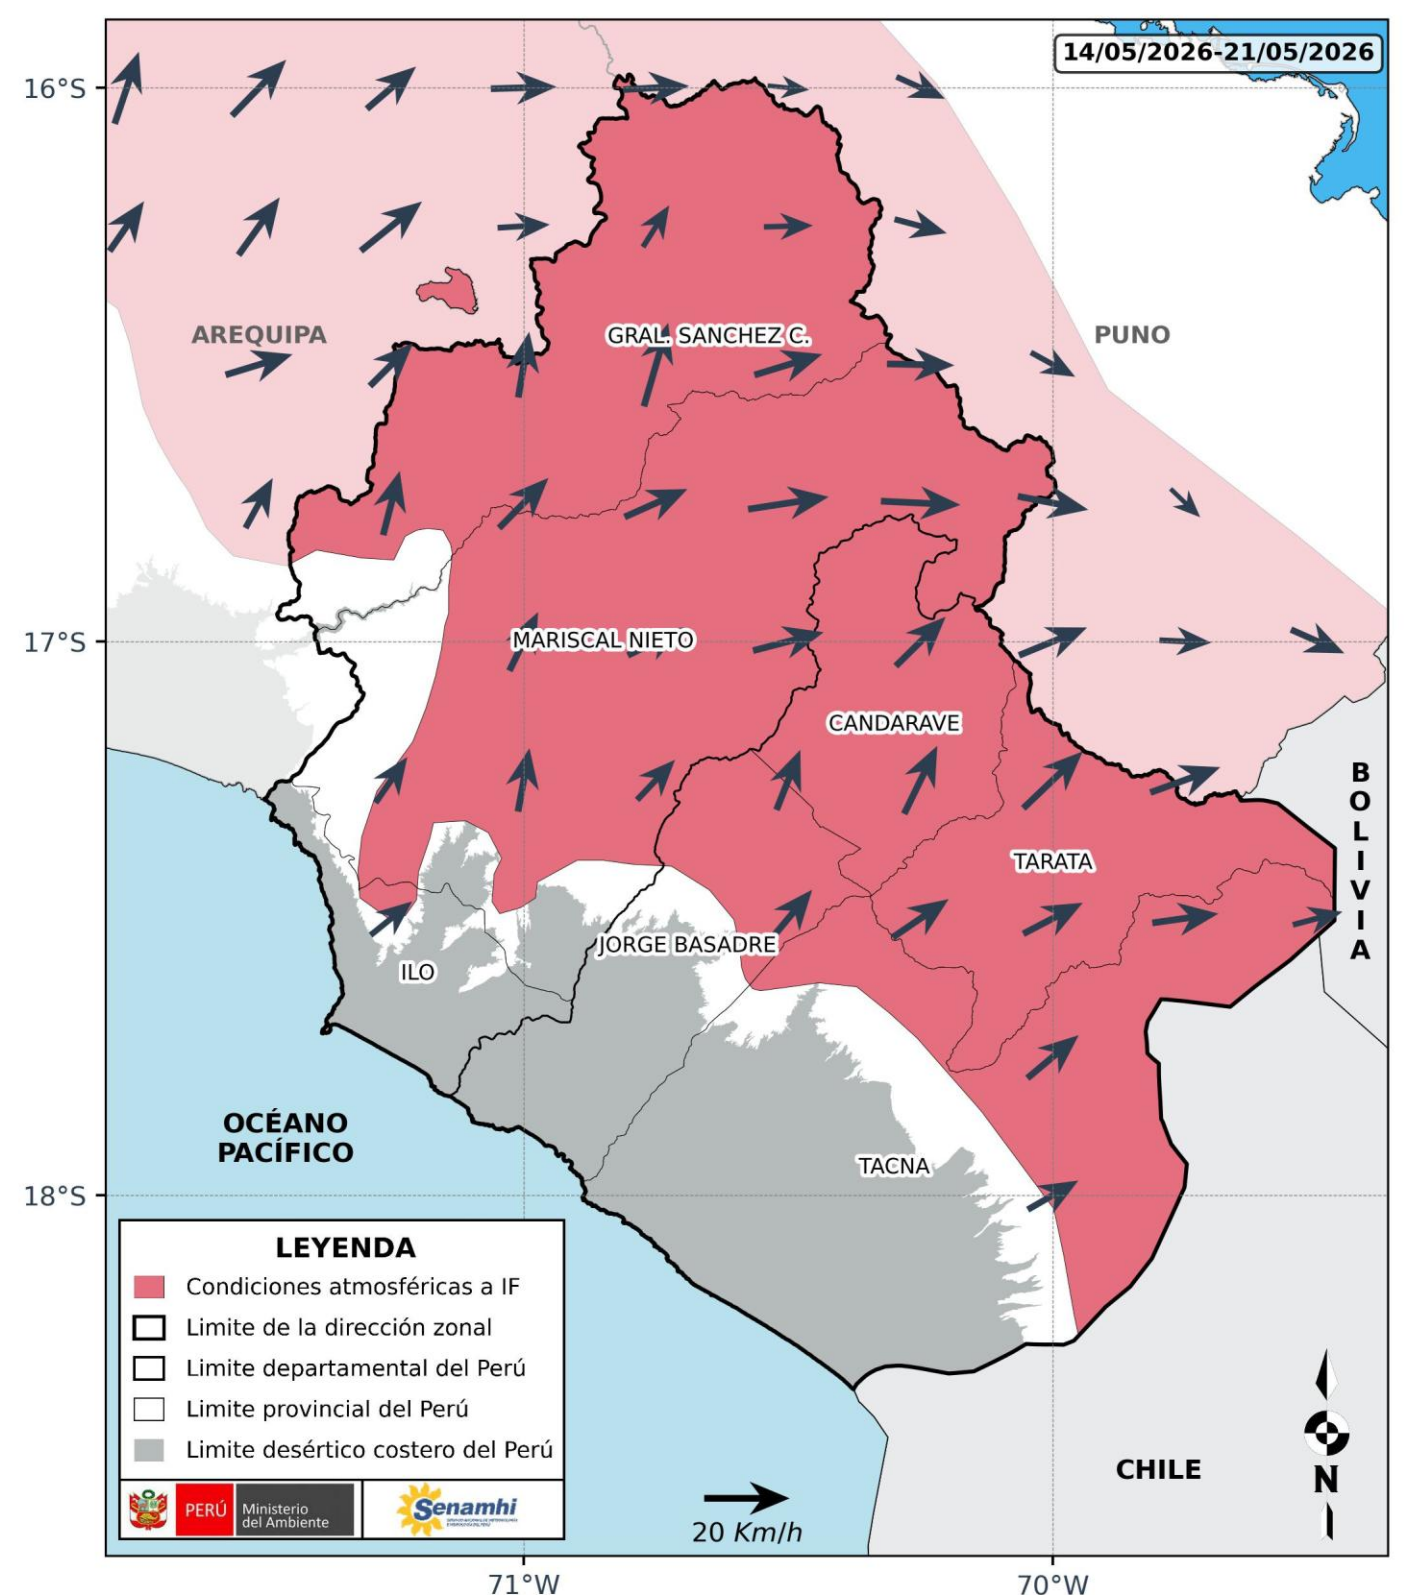 14/05/2026-21/05/2026
16°S
AREQUIPA
GRAL. SANCHEZ C.
PUNO
17°S
MARISCAL NIETO
CANDARAVE
BOLIVIA
TARATA
JORGE BASADRE
ILO
OCÉANO
PACÍFICO
TACNA
18°S
LEYENDA
Condiciones atmosféricas a IF
Limite de la dirección zonal
Limite departamental del Perú
Limite provincial del Perú
Limite desértico costero del Perú
PERÚ
Ministerio
del Ambiente
Senamhi
20 Km/h
CHILE
N
71°W
70°W